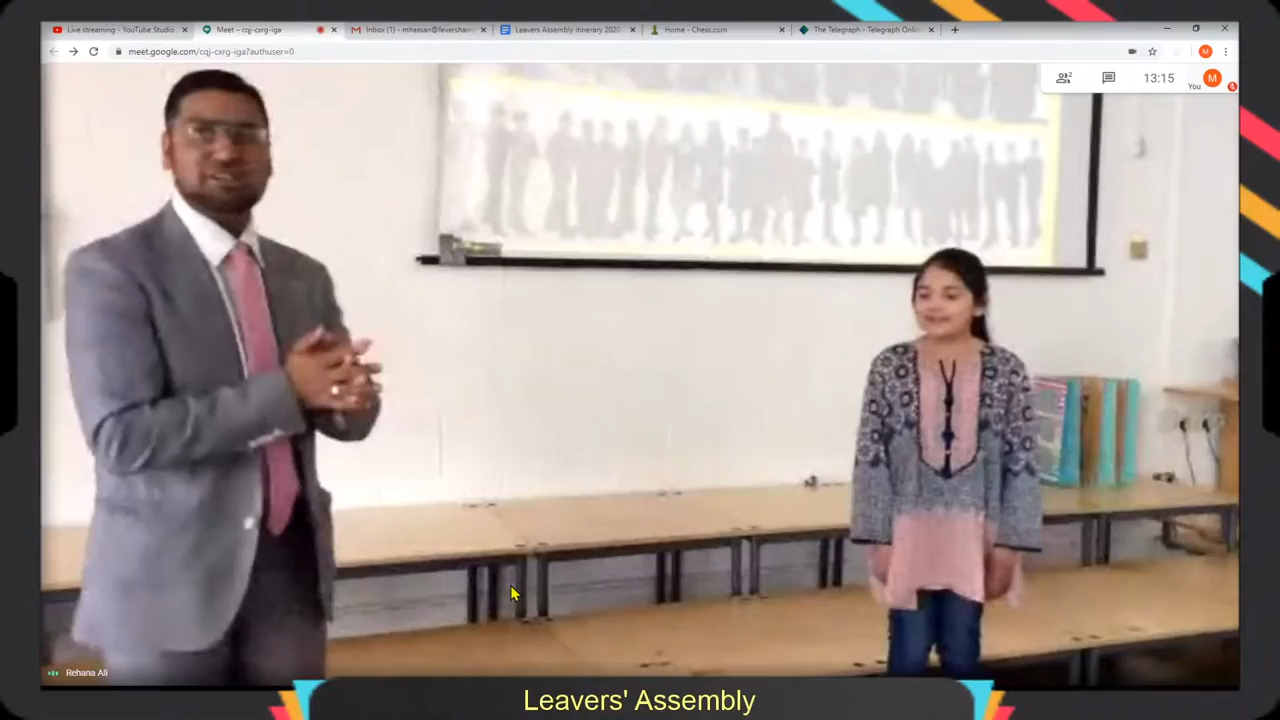 Live streaming - YouTube Studio
Meet – cqj-cxrg-iga
Inbox (1) - mhassan@feversham
Leavers Assembly itinerary 2020
Home - Chess.com
The Telegraph - Telegraph Onlin
meet.google.com/cqj-cxrg-iga?authuser=0
M
2
13:15
You
M
Rehana Ali
Leavers' Assembly